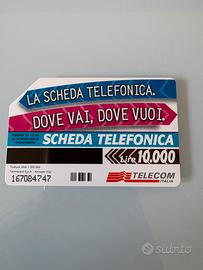 LA SCHEDA TELEFONICA.
DOVE VAI, DOVE VUOI.
SCHEDA TELEFONICA
Lire 10.000
167084747
TELECOM
ITALIA
subito